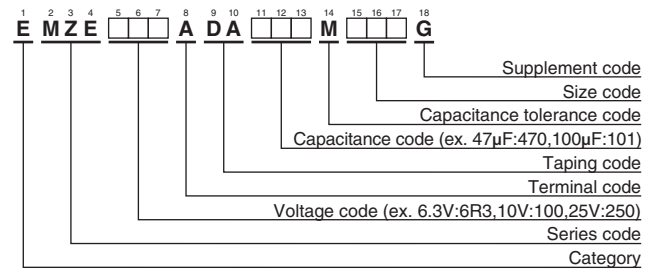 1 2 3 4 5 6 7 8 9 10 11 12 13 14 15 16 17 18
E MZE □□□ A DA □□□ M □□□ G
Supplement code
Size code
Capacitance tolerance code
Capacitance code (ex. 47μF:470,100μF:101)
Taping code
Terminal code
Voltage code (ex. 6.3V:6R3,10V:100,25V:250)
Series code
Category